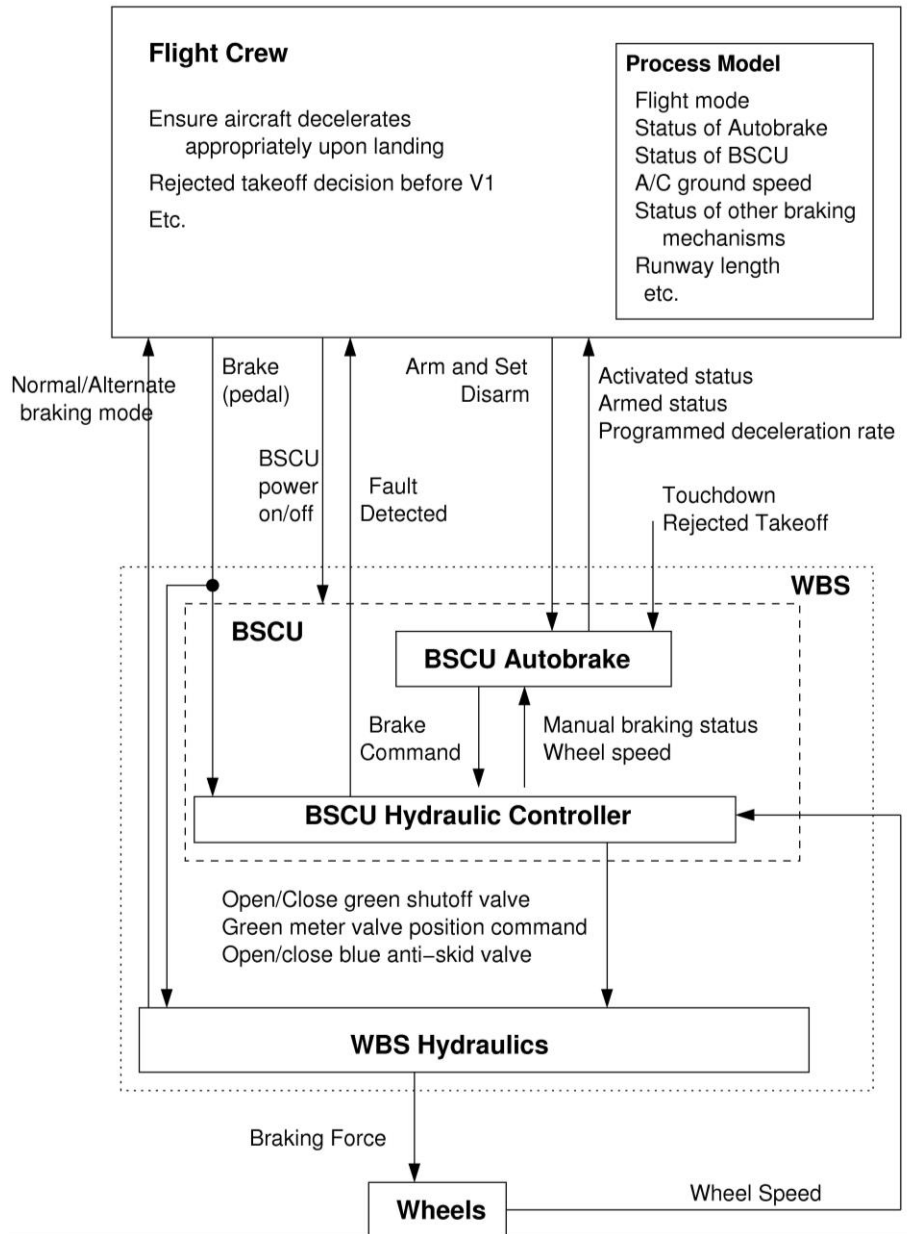 Flight Crew
Ensure aircraft decelerates
appropriately upon landing
Rejected takeoff decision before V1
Etc.
Process Model
Flight mode
Status of Autobrake
Status of BSCU
A/C ground speed
Status of other braking
mechanisms
Runway length
etc.
Normal/Alternate
braking mode
Brake
(pedal)
BSCU
power
on/off
Fault
Detected
Arm and Set
Disarm
Activated status
Armed status
Programmed deceleration rate
Touchdown
Rejected Takeoff
WBS
BSCU
BSCU Autobrake
Brake
Command
Manual braking status
Wheel speed
BSCU Hydraulic Controller
Open/Close green shutoff valve
Green meter valve position command
Open/close blue anti−skid valve
WBS Hydraulics
Braking Force
Wheels
Wheel Speed